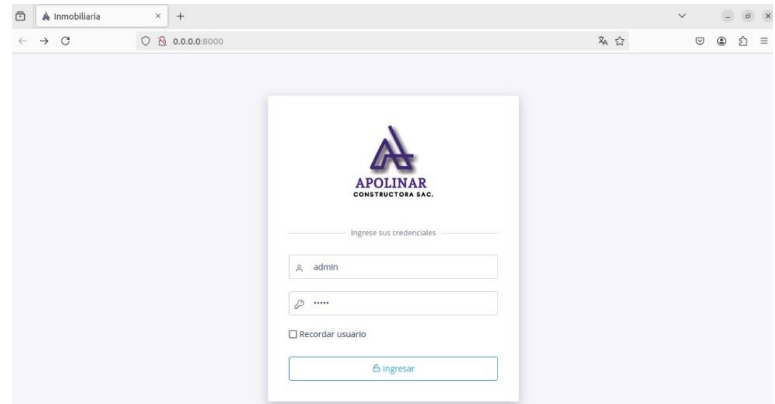 Inmobiliaria
0.0.0.0:8000
APOLINAR
CONSTRUCTORA SAC.
Ingrese sus credenciales
admin
•••••
Recordar usuario
Ingresar